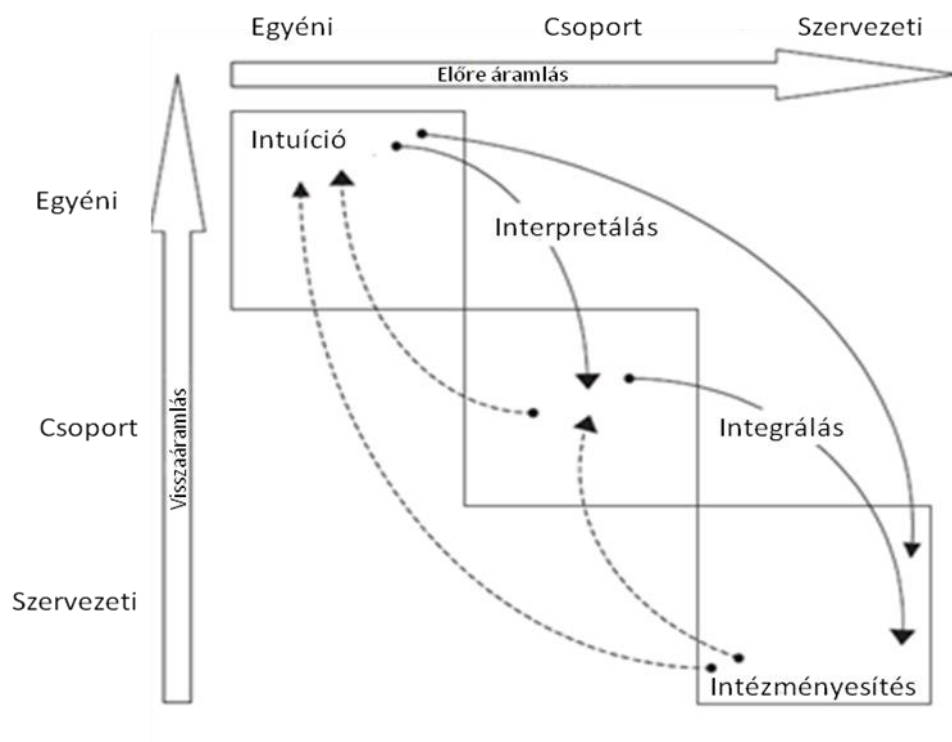 Egyéni
Csoport
Szervezeti
Előre áramlás
Intuíció
Egyéni
Interpretálás
Csoport
Visszaáramlás
Integrálás
Szervezeti
Intézményesítés